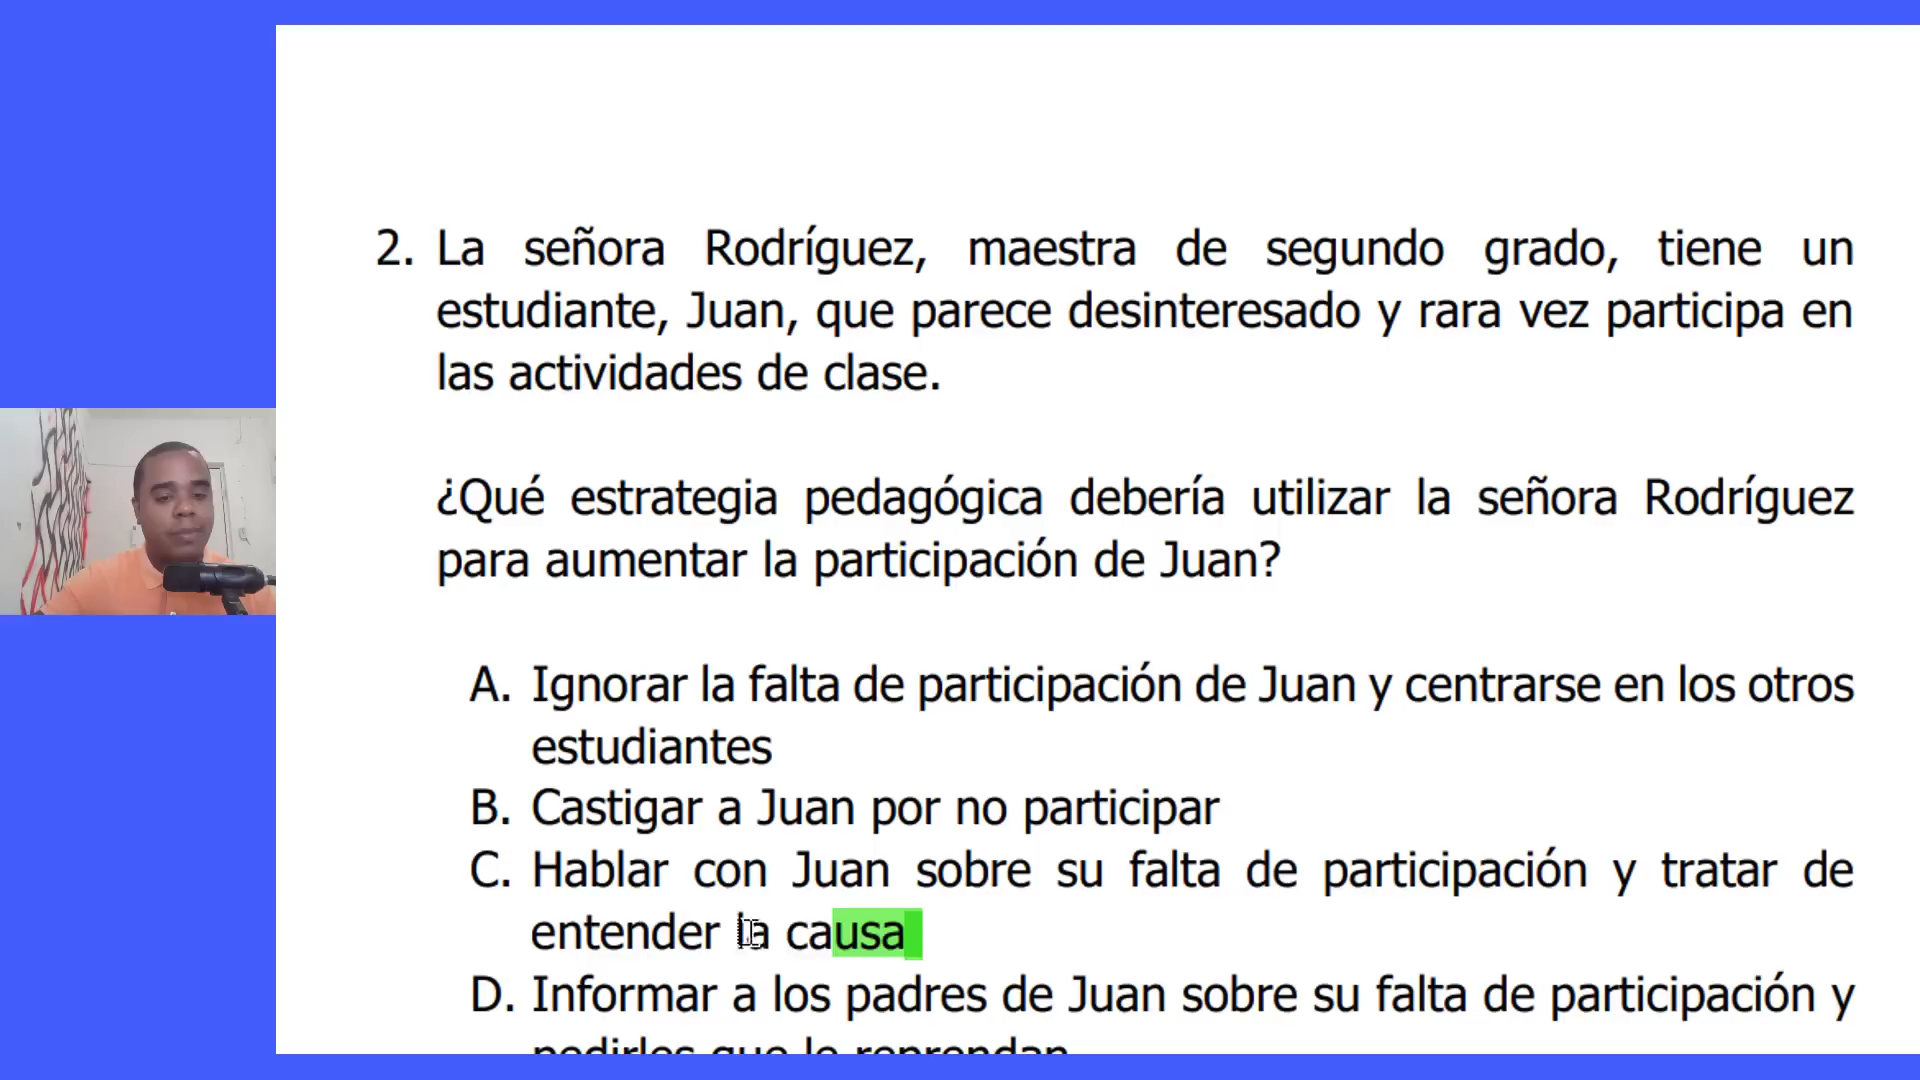 2. La señora Rodríguez, maestra de segundo grado, tiene un
estudiante, Juan, que parece desinteresado y rara vez participa en
las actividades de clase.
¿Qué estrategia pedagógica debería utilizar la señora Rodríguez
para aumentar la participación de Juan?
A. Ignorar la falta de participación de Juan y centrarse en los otros
estudiantes
B. Castigar a Juan por no participar
C. Hablar con Juan sobre su falta de participación y tratar de
entender la causa
D. Informar a los padres de Juan sobre su falta de participación y
pedirles que le reprendan